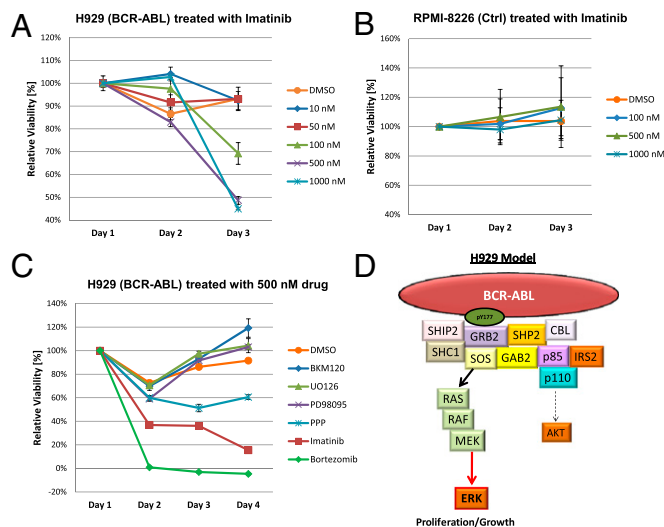 A
H929 (BCR-ABL) treated with Imatinib
Relative Viability [%]
120%
110%
100%
90%
80%
70%
60%
50%
40%
Day 1
Day 2
Day 3
DMSO
10 nM
50 nM
100 nM
500 nM
1000 nM
B
RPMI-8226 (Ctrl) treated with Imatinib
Relative Viability [%]
160%
140%
120%
100%
80%
60%
40%
Day 1
Day 2
Day 3
DMSO
100 nM
500 nM
1000 nM
C
H929 (BCR-ABL) treated with 500 nM drug
Relative Viability [%]
140%
120%
100%
80%
60%
40%
20%
0%
-20%
Day 1
Day 2
Day 3
Day 4
DMSO
BKM120
UO126
PD98095
PPP
Imatinib
Bortezomib
D
H929 Model
BCR-ABL
pY177
SHIP2
GRB2
SHP2
CBL
SHC1
SOS
GAB2
p85
IRS2
p110
RAS
RAF
MEK
AKT
ERK
Proliferation/Growth